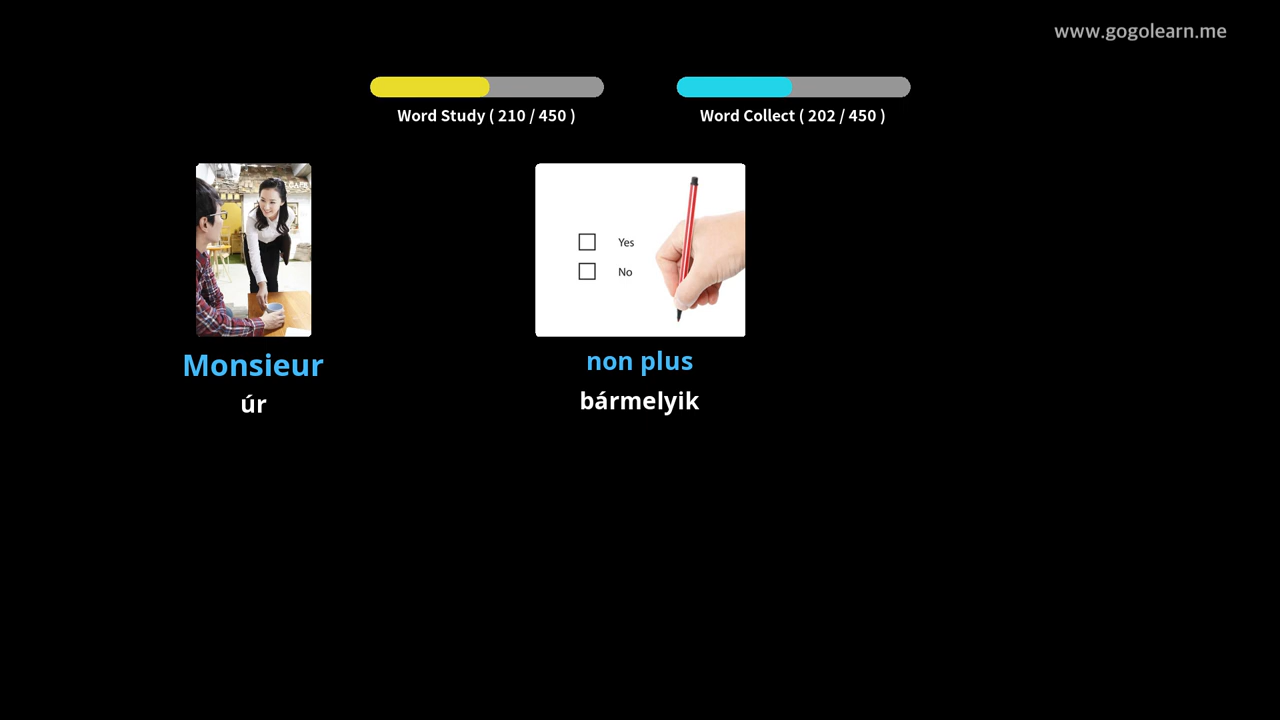 www.gogolearn.me
Word Study ( 210 / 450 )
Word Collect ( 202 / 450 )
Yes
No
Monsieur
úr
non plus
bármelyik